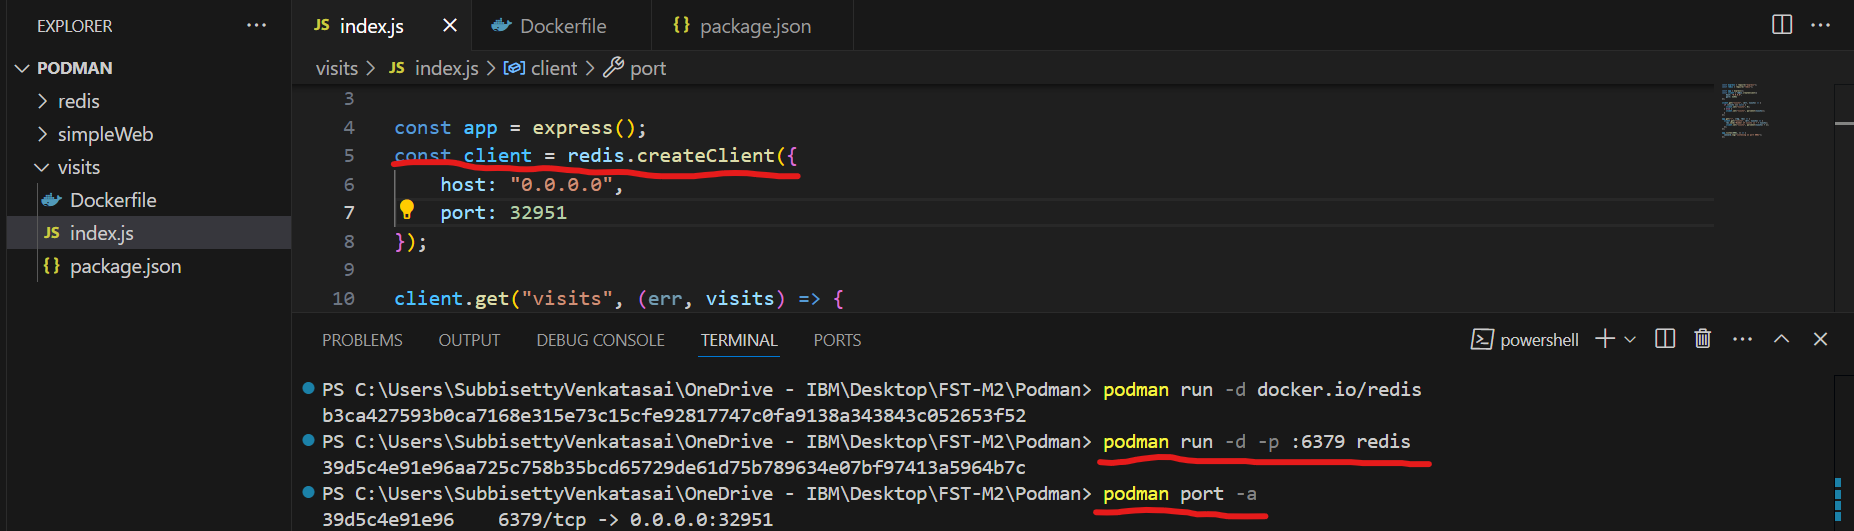 EXPLORER
PODMAN
redis
simpleWeb
visits
Dockerfile
JS index.js
{} package.json
JS index.js
Dockerfile
{} package.json
visits > JS index.js > client > port
3
4 const app = express();
5 const client = redis.createClient({
6 host: "0.0.0.0",
7 port: 32951
8 });
9
10 client.get("visits", (err, visits) => {
PROBLEMS OUTPUT DEBUG CONSOLE TERMINAL PORTS
powershell
PS C:\Users\SubbisettyVenkatasai\OneDrive - IBM\Desktop\FST-M2\Podman> podman run -d docker.io/redis
b3ca427593b0ca7168e315e73c15cfe92817747c0fa9138a343843c052653f52
PS C:\Users\SubbisettyVenkatasai\OneDrive - IBM\Desktop\FST-M2\Podman> podman run -d -p :6379 redis
39d5c4e91e96aa725c758b35bcd65729de61d75b789634e07bf97413a5964b7c
PS C:\Users\SubbisettyVenkatasai\OneDrive - IBM\Desktop\FST-M2\Podman> podman port -a
39d5c4e91e96 6379/tcp -> 0.0.0.0:32951